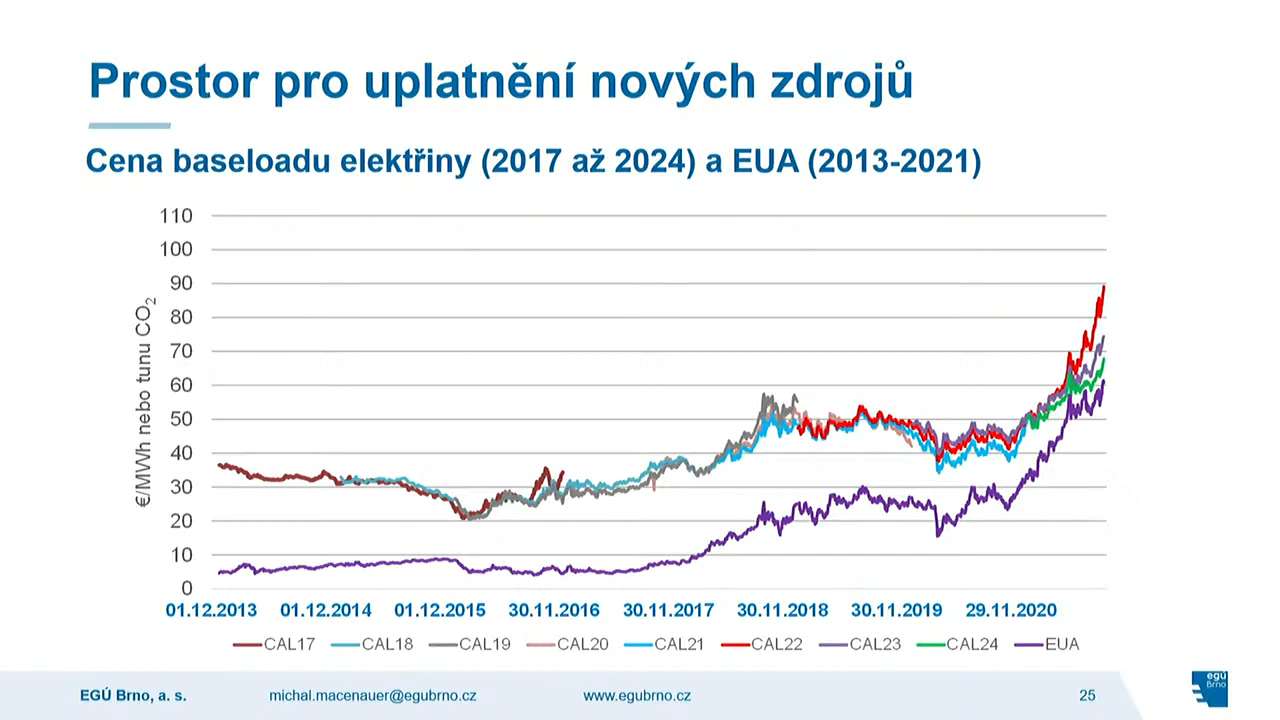 Prostor pro uplatnění nových zdrojů
Cena baseloadu elektřiny (2017 až 2024) a EUA (2013-2021)
€/MWh nebo tunu CO₂
110
100
90
80
70
60
50
40
30
20
10
0
01.12.2013 01.12.2014 01.12.2015 30.11.2016 30.11.2017 30.11.2018 30.11.2019 29.11.2020
CAL17 CAL18 CAL19 CAL20 CAL21 CAL22 CAL23 CAL24 EUA
EGÚ Brno, a. s. michal.macenauer@egubrno.cz www.egubrno.cz 25
egú
Brno